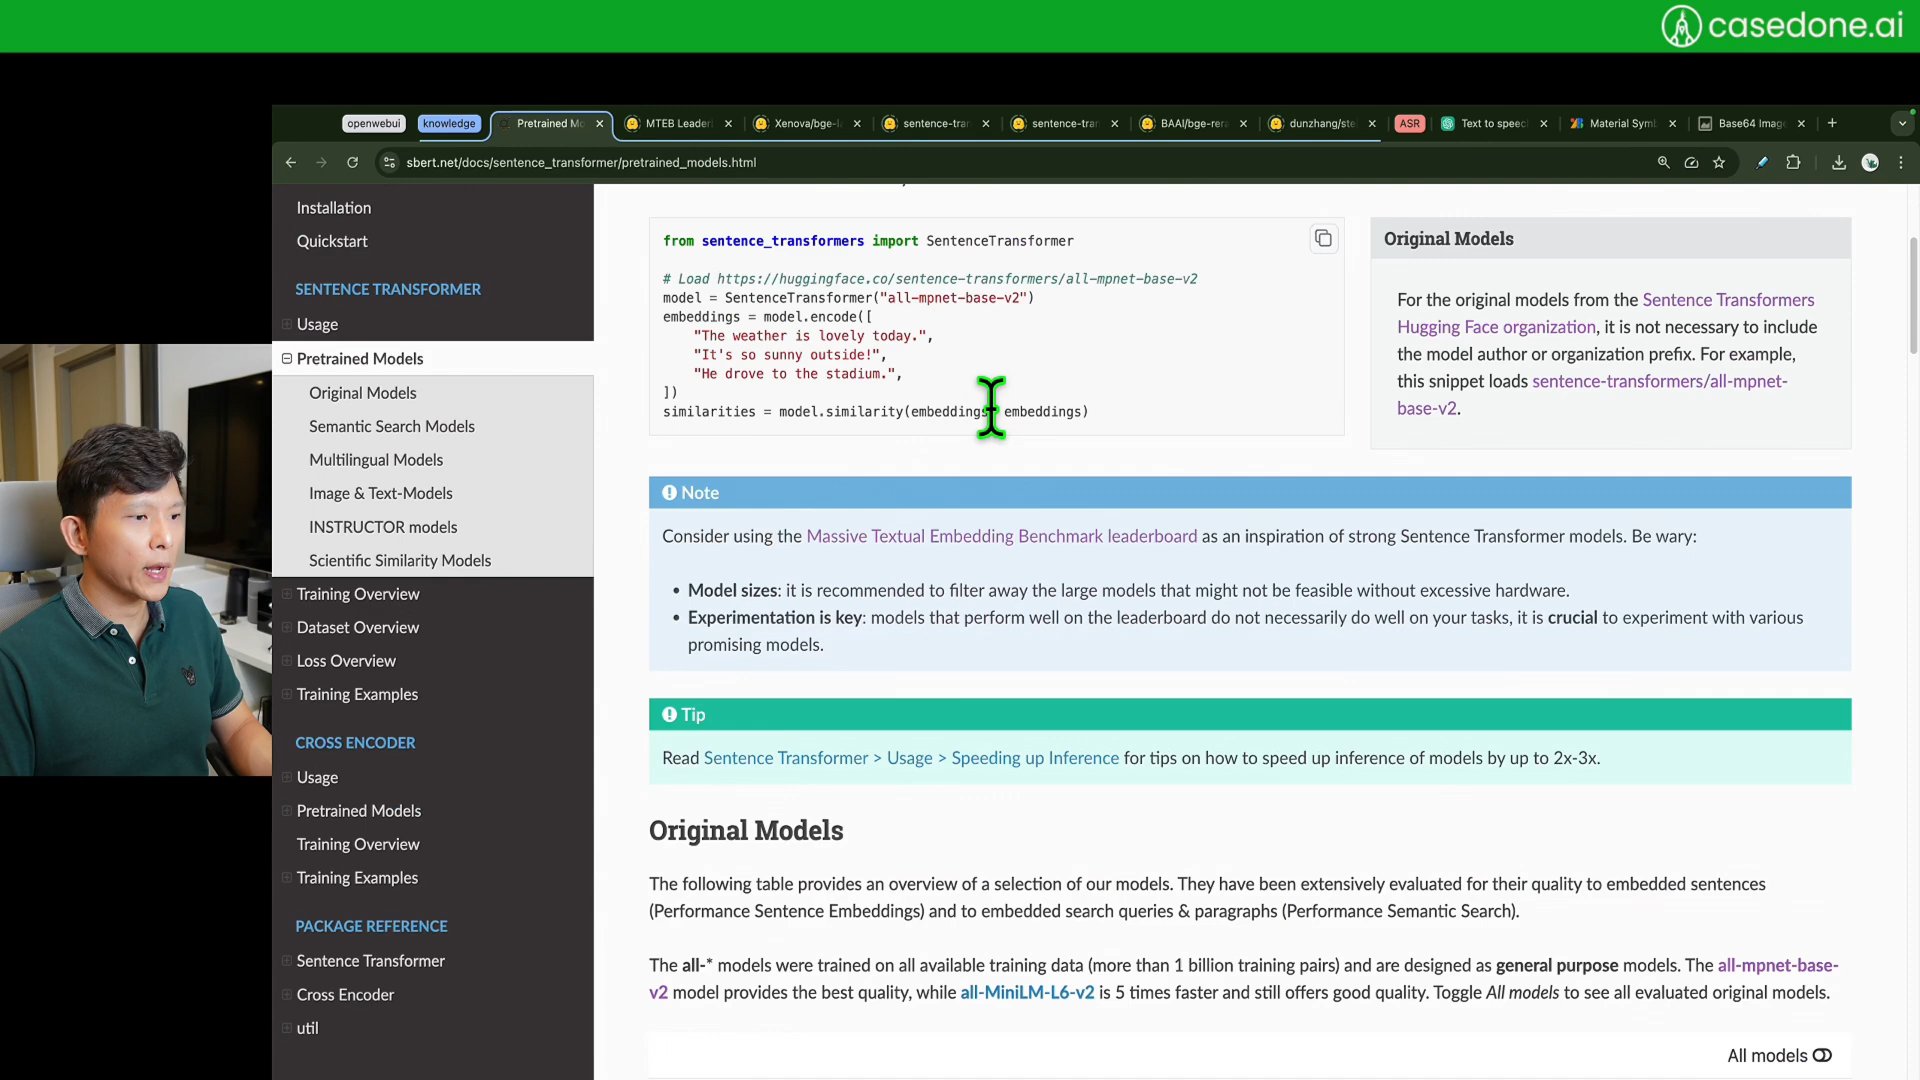 casedone.ai
openwebui
knowledge
Pretrained Mo
MTEB Leader
Xenova/bge-la
sentence-tran
sentence-tran
BAAI/bge-rera
dunzhang/ste
ASR
Text to speec
Material Symb
Base64 Image
sbert.net/docs/sentence_transformer/pretrained_models.html
Installation
Quickstart
SENTENCE TRANSFORMER
Usage
Pretrained Models
Original Models
Semantic Search Models
Multilingual Models
Image & Text-Models
INSTRUCTOR models
Scientific Similarity Models
Training Overview
Dataset Overview
Loss Overview
Training Examples
CROSS ENCODER
Usage
Pretrained Models
Training Overview
Training Examples
PACKAGE REFERENCE
Sentence Transformer
Cross Encoder
util
from sentence_transformers import SentenceTransformer
# Load https://huggingface.co/sentence-transformers/all-mpnet-base-v2
model = SentenceTransformer("all-mpnet-base-v2")
embeddings = model.encode([
"The weather is lovely today.",
"It's so sunny outside!",
"He drove to the stadium.",
])
similarities = model.similarity(embeddings, embeddings)
Original Models
For the original models from the Sentence Transformers
Hugging Face organization, it is not necessary to include
the model author or organization prefix. For example,
this snippet loads sentence-transformers/all-mpnet-
base-v2.
Note
Consider using the Massive Textual Embedding Benchmark leaderboard as an inspiration of strong Sentence Transformer models. Be wary:
• Model sizes: it is recommended to filter away the large models that might not be feasible without excessive hardware.
• Experimentation is key: models that perform well on the leaderboard do not necessarily do well on your tasks, it is crucial to experiment with various
promising models.
Tip
Read Sentence Transformer > Usage > Speeding up Inference for tips on how to speed up inference of models by up to 2x-3x.
Original Models
The following table provides an overview of a selection of our models. They have been extensively evaluated for their quality to embedded sentences
(Performance Sentence Embeddings) and to embedded search queries & paragraphs (Performance Semantic Search).
The all-* models were trained on all available training data (more than 1 billion training pairs) and are designed as general purpose models. The all-mpnet-base-
v2 model provides the best quality, while all-MiniLM-L6-v2 is 5 times faster and still offers good quality. Toggle All models to see all evaluated original models.
All models